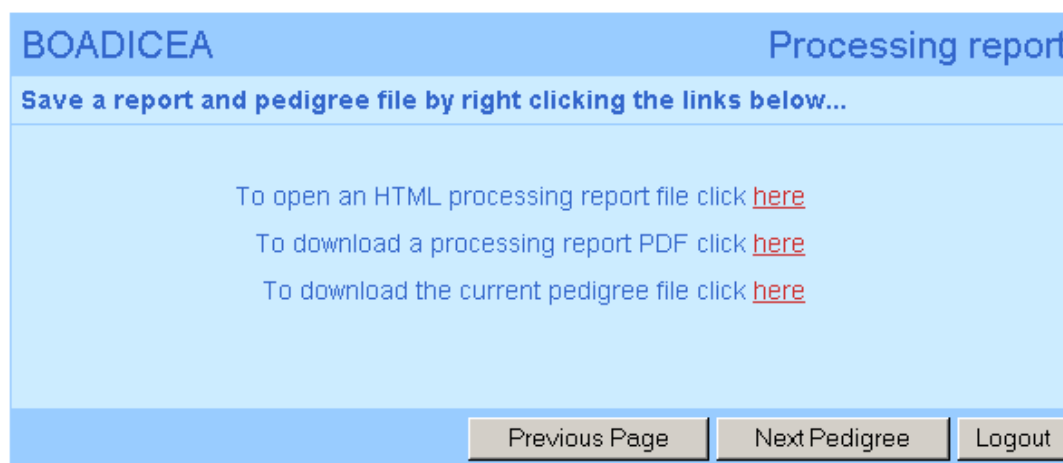 BOADICEA Processing report
Save a report and pedigree file by right clicking the links below...
To open an HTML processing report file click here
To download a processing report PDF click here
To download the current pedigree file click here
Previous Page Next Pedigree Logout